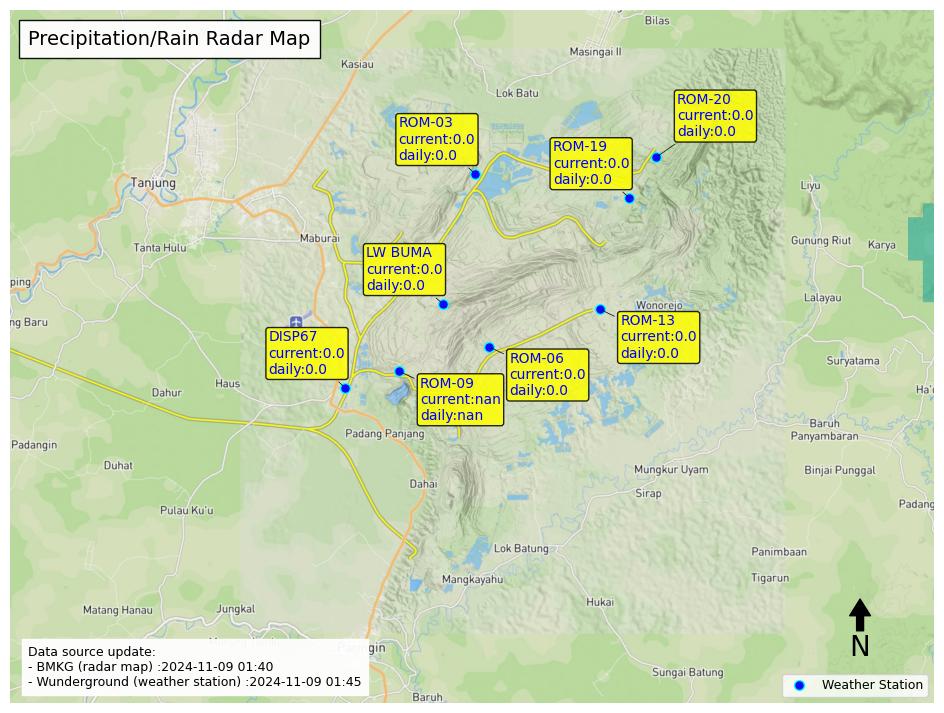 Precipitation/Rain Radar Map
Bilas
Masingai II
Kasiau
Lok Batu
ROM-20
current:0.0
daily:0.0
ROM-03
current:0.0
daily:0.0
ROM-19
current:0.0
daily:0.0
Tanjung
Liyu
Maburai
Tanta Hulu
Gunung Riut
Karya
LW BUMA
current:0.0
daily:0.0
ping
Lalayau
Wonorejo
ng Baru
ROM-13
current:0.0
daily:0.0
DISP67
current:0.0
daily:0.0
ROM-06
current:0.0
daily:0.0
Suryatama
ROM-09
current:nan
daily:nan
Haus
Dahur
Ha'o
Baruh
Panyambaran
Padang Panjang
Padangin
Duhat
Mungkur Uyam
Binjai Punggal
Dahai
Sirap
Padang
Pulau Ku'u
Lok Batung
Panimbaan
Mangkayahu
Tigarun
Hukai
Matang Hanau
Jungkal
N
Data source update:
- BMKG (radar map) :2024-11-09 01:40
- Wunderground (weather station) :2024-11-09 01:45
Paringin
Sungai Batung
Weather Station
Baruh